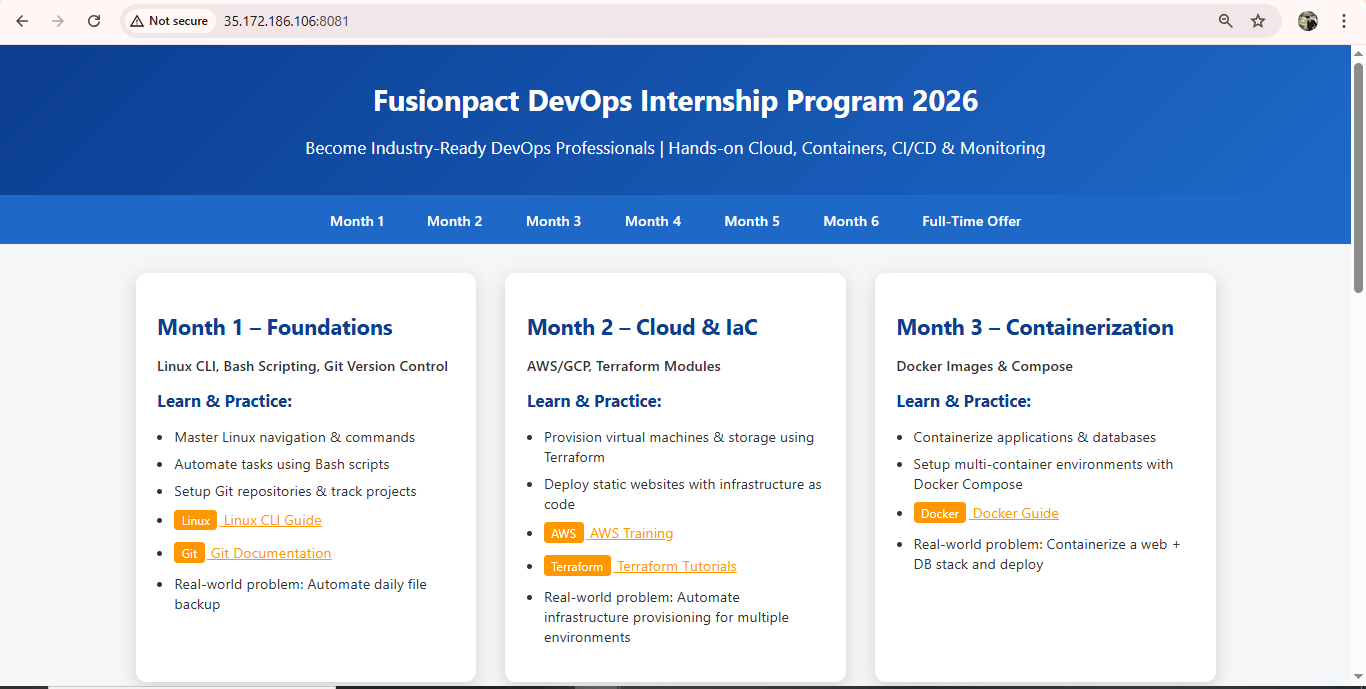 Not secure
35.172.186.106:8081
Fusionpact DevOps Internship Program 2026
Become Industry-Ready DevOps Professionals | Hands-on Cloud, Containers, CI/CD & Monitoring
Month 1
Month 2
Month 3
Month 4
Month 5
Month 6
Full-Time Offer
Month 1 – Foundations
Linux CLI, Bash Scripting, Git Version Control
Learn & Practice:
Master Linux navigation & commands
Automate tasks using Bash scripts
Setup Git repositories & track projects
Linux Linux CLI Guide
Git Git Documentation
Real-world problem: Automate daily file
backup
Month 2 – Cloud & IaC
AWS/GCP, Terraform Modules
Learn & Practice:
Provision virtual machines & storage using
Terraform
Deploy static websites with infrastructure as
code
AWS AWS Training
Terraform Terraform Tutorials
Real-world problem: Automate
infrastructure provisioning for multiple
environments
Month 3 – Containerization
Docker Images & Compose
Learn & Practice:
Containerize applications & databases
Setup multi-container environments with
Docker Compose
Docker Docker Guide
Real-world problem: Containerize a web +
DB stack and deploy